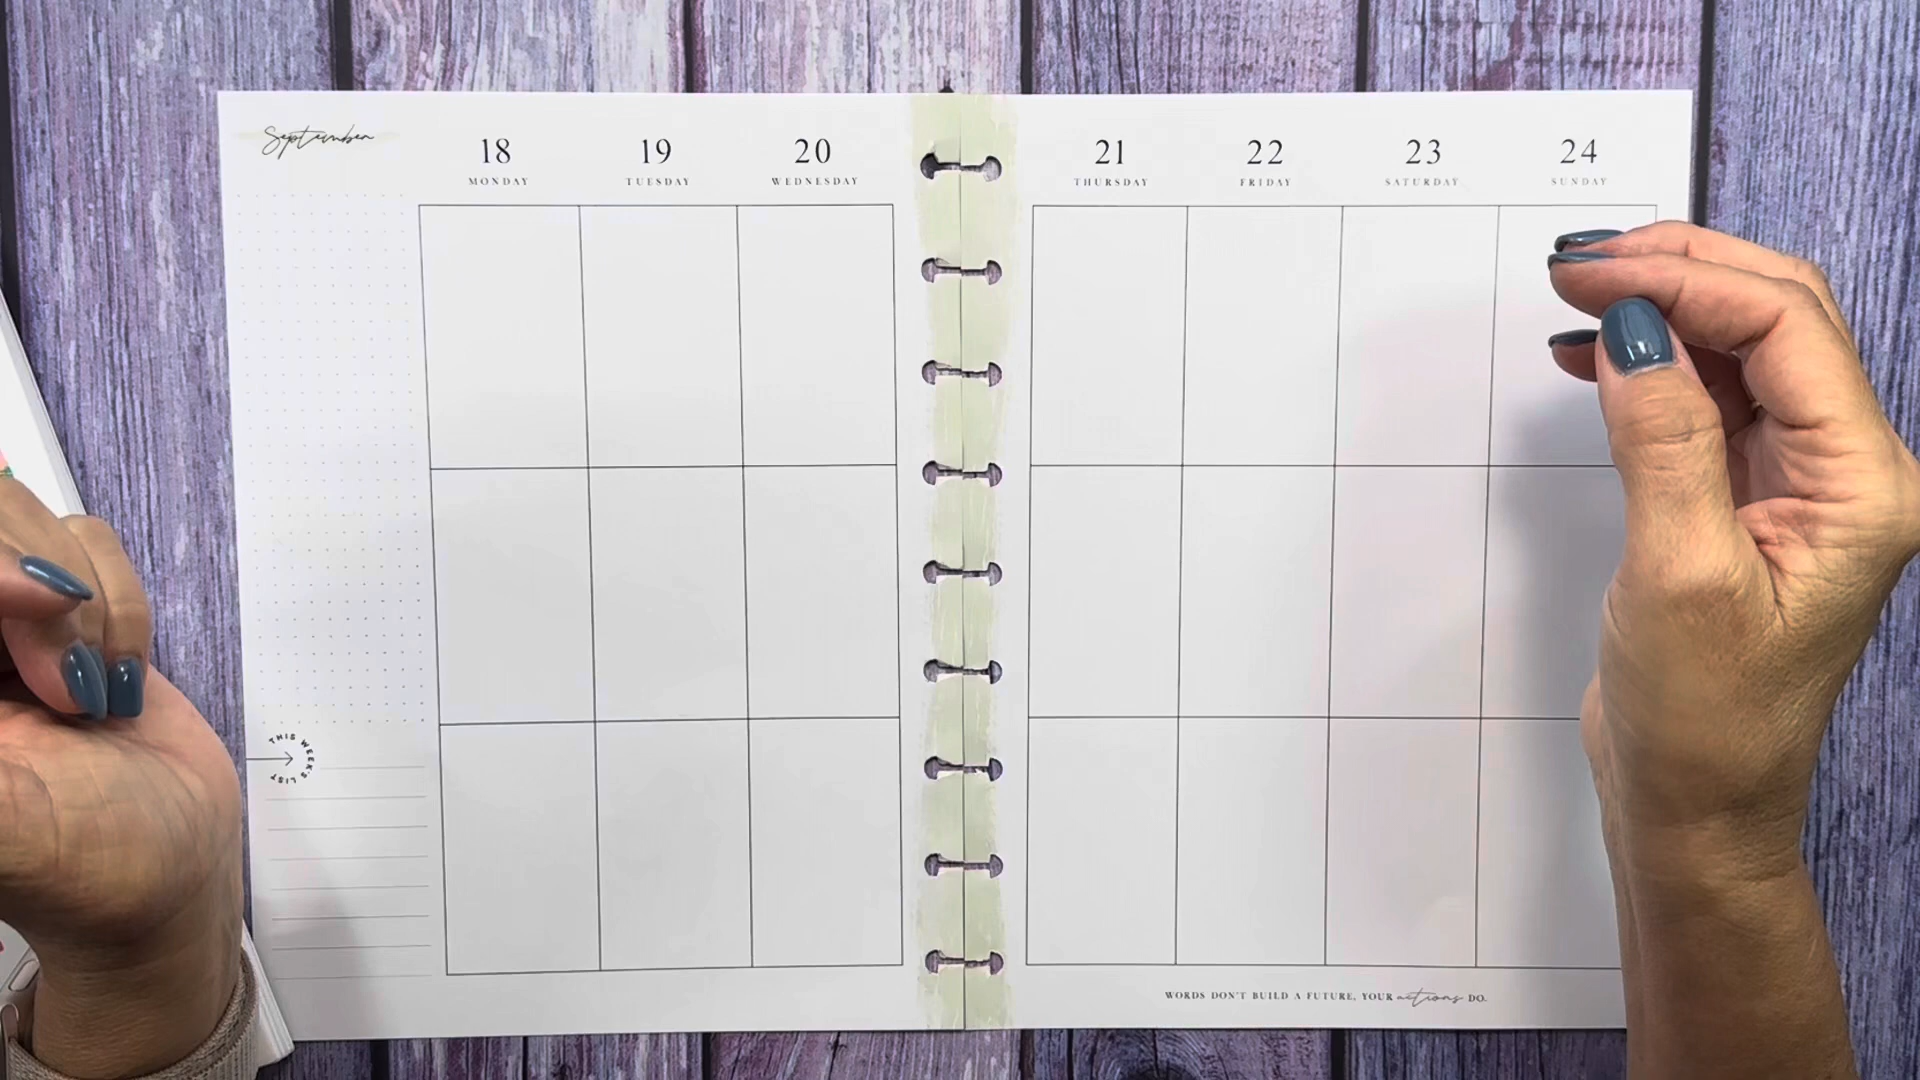 September
18 19 20 21 22 23 24
MONDAY TUESDAY WEDNESDAY THURSDAY FRIDAY SATURDAY SUNDAY
THIS WEEK'S LIST
WORDS DON'T BUILD A FUTURE, YOUR actions DO.